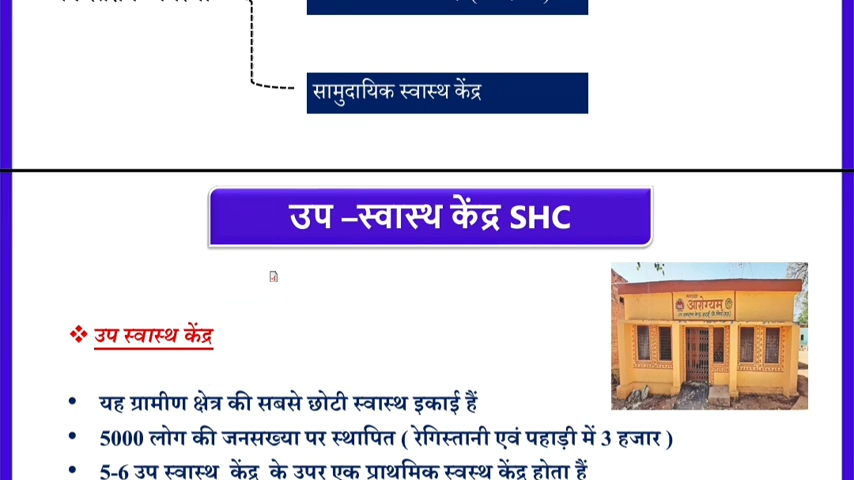 सामुदायिक स्वास्थ केंद्र
उप –स्वास्थ केंद्र SHC
आरोग्यम्
❖ उप स्वास्थ केंद्र
• यह ग्रामीण क्षेत्र की सबसे छोटी स्वास्थ इकाई हैं
• 5000 लोग की जनसख्या पर स्थापित ( रेगिस्तानी एवं पहाड़ी में 3 हजार )
• 5-6 उप स्वास्थ केंद्र के उपर एक प्राथमिक स्वस्थ केंद्र होता हैं